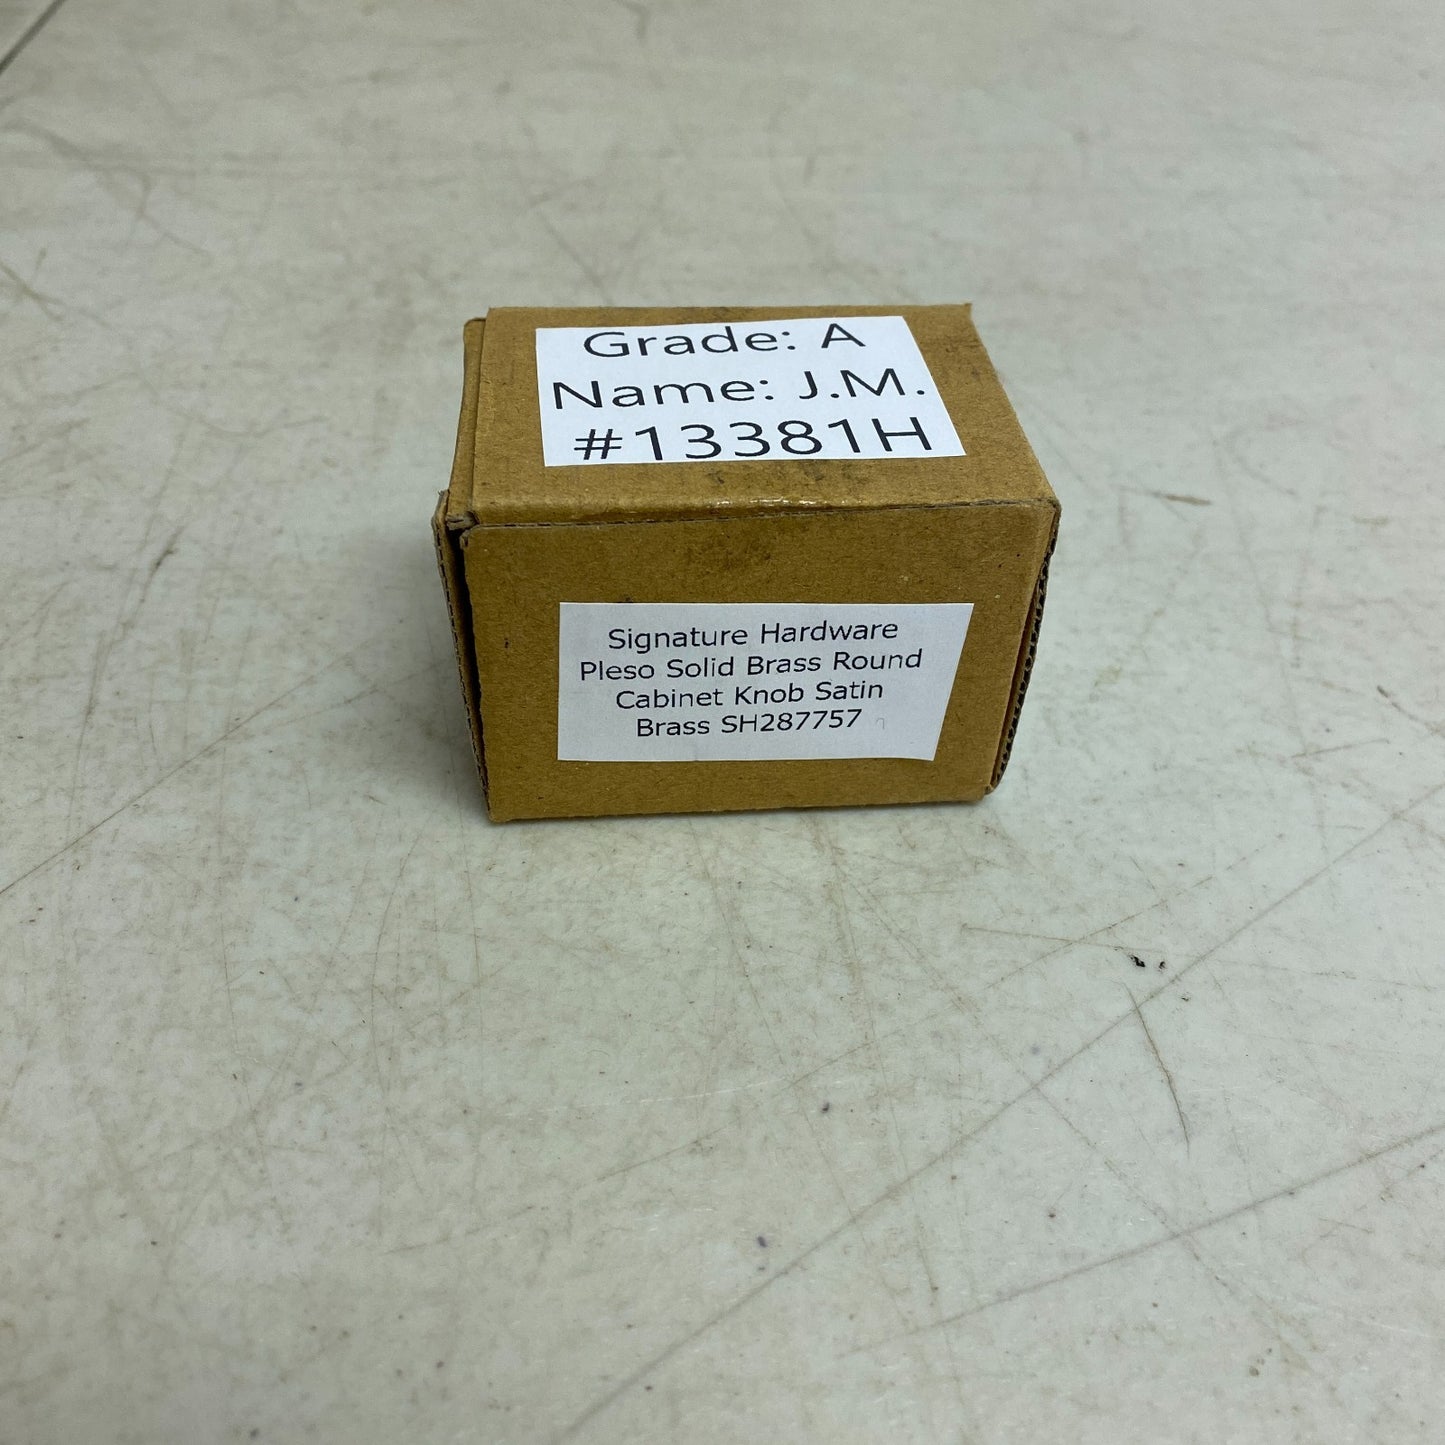 Grade: A
Name: J.M.
#13381H
Signature Hardware
Pleso Solid Brass Round
Cabinet Knob Satin
Brass SH287757